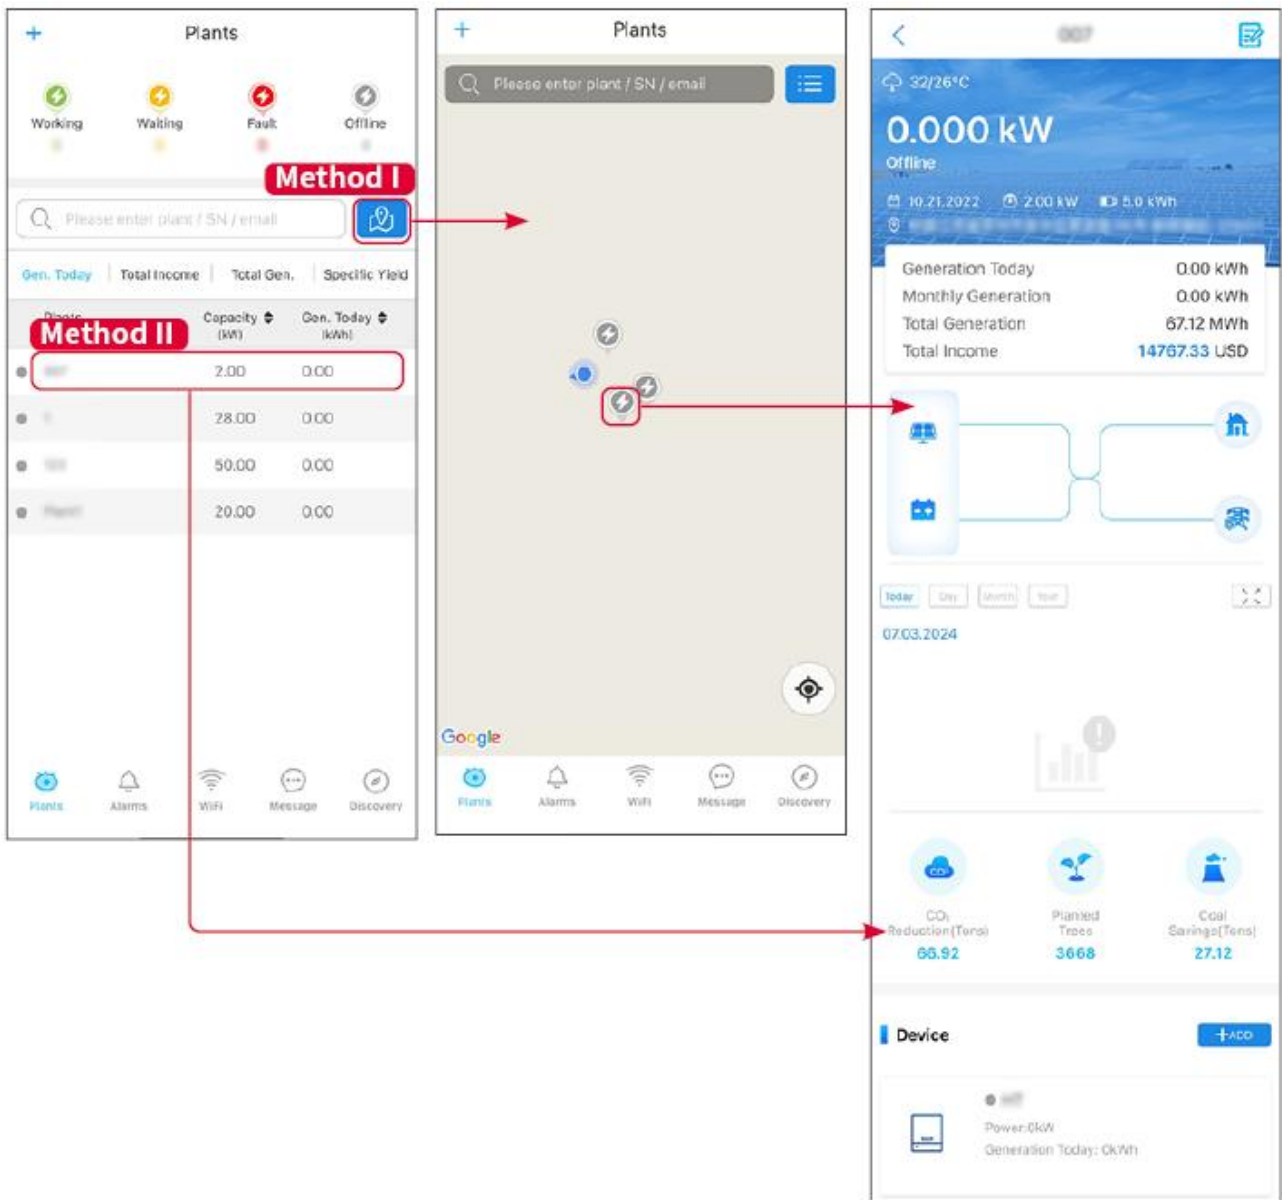 Plants
Working
Waiting
Fault
Offline
Method I
Please enter plant / SN / email
Gen. Today
Total Income
Total Gen.
Specific Yield
Plants
Capacity
(kW)
Gen. Today
(kWh)
Method II
2.00
0.00
28.00
0.00
50.00
0.00
20.00
0.00
Plants
Alarms
WiFi
Message
Discovery
Plants
Please enter plant / SN / email
Google
Plants
Alarms
WiFi
Message
Discovery
007
32/26°C
0.000 kW
Offline
10.21.2022
2.00 kW
5.0 kWh
Generation Today
0.00 kWh
Monthly Generation
0.00 kWh
Total Generation
67.12 MWh
Total Income
14767.33 USD
Today
Day
Month
Year
07.03.2024
CO₂
Reduction(Tons)
66.92
Planted
Trees
3668
Coal
Savings(Tons)
27.12
Device
+ADD
Power:0kW
Generation Today: 0kWh